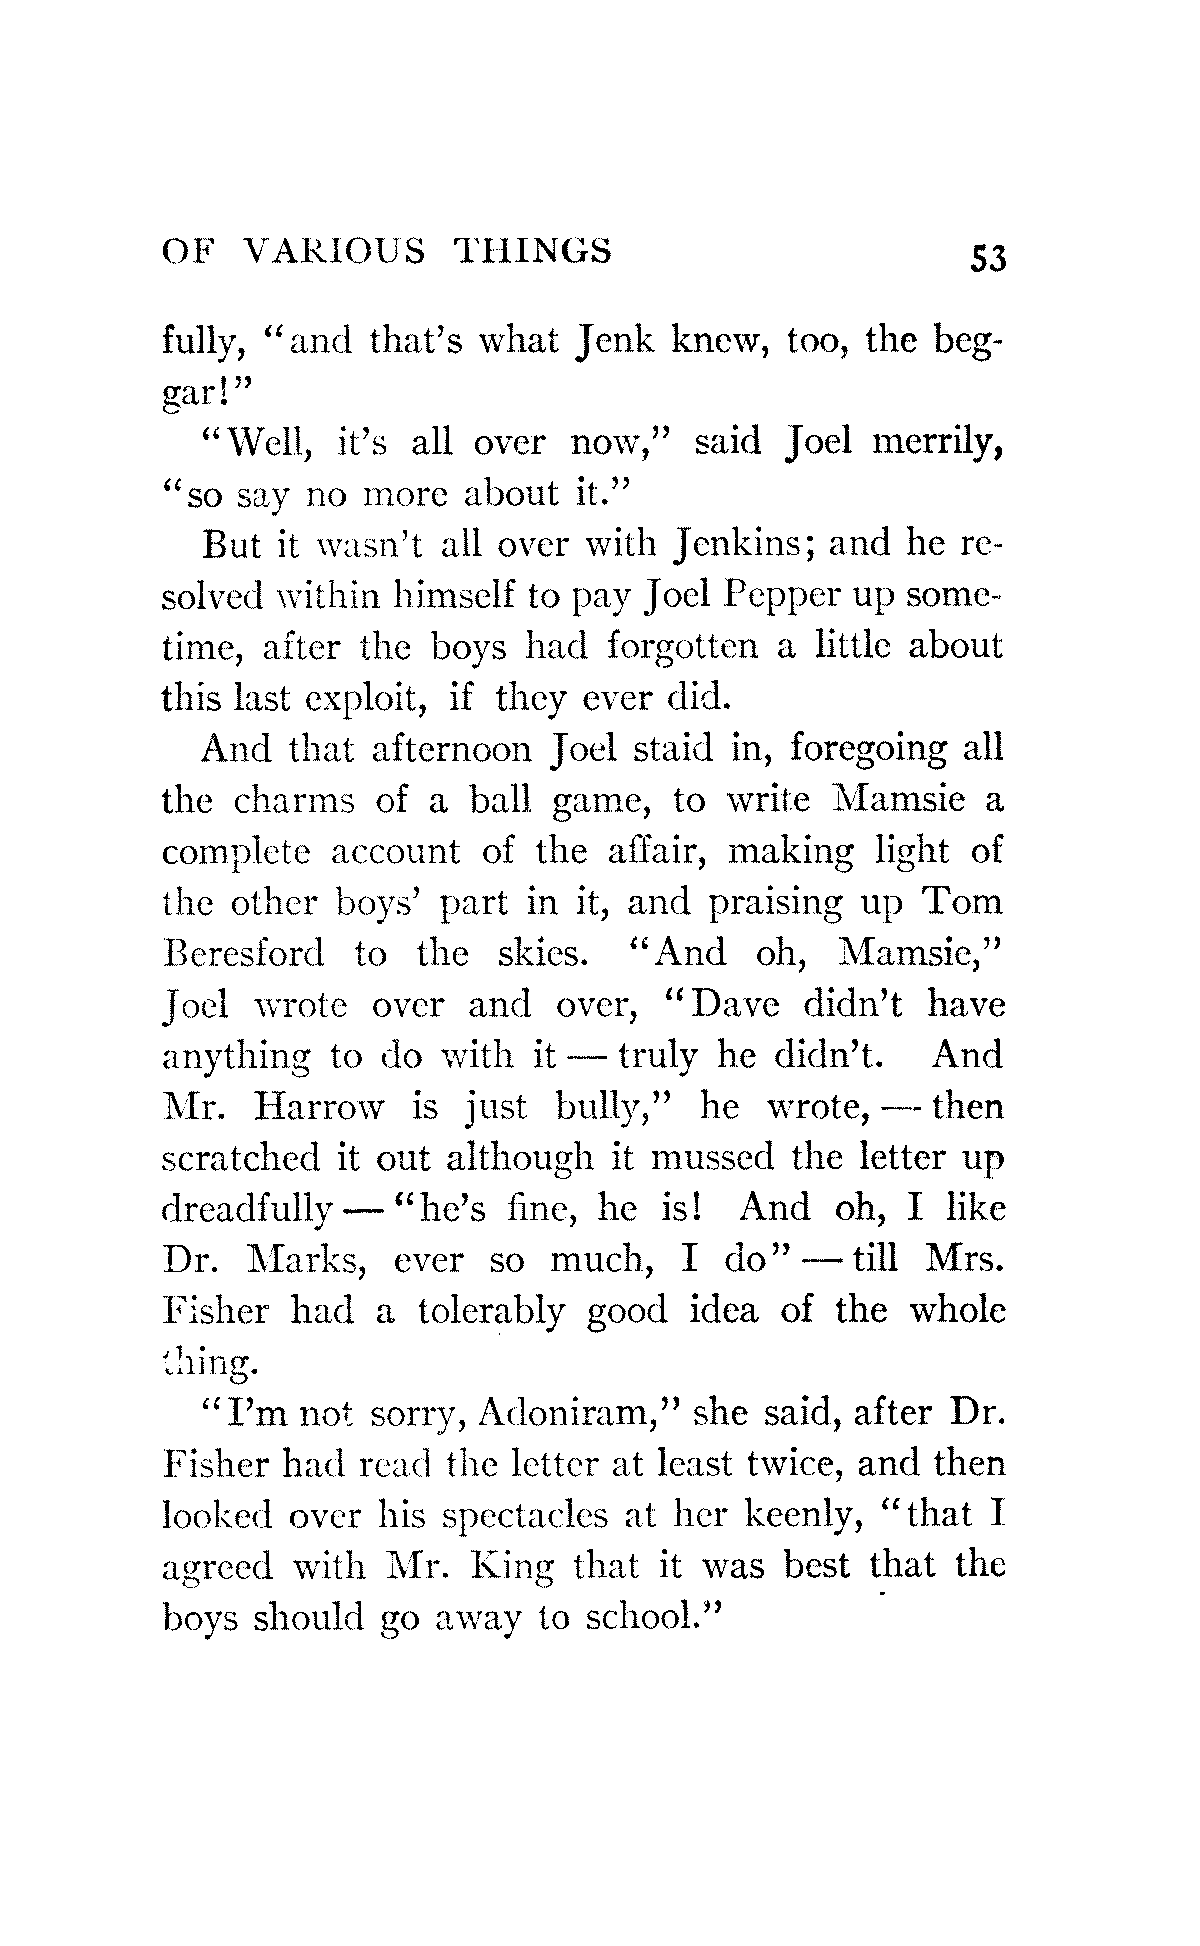 OF VARIOUS THINGS 53
fully, "and that's what Jenk knew, too, the beg-
gar!"
"Well, it's all over now," said Joel merrily,
"so say no more about it."
But it wasn't all over with Jenkins; and he re-
solved within himself to pay Joel Pepper up some-
time, after the boys had forgotten a little about
this last exploit, if they ever did.
And that afternoon Joel staid in, foregoing all
the charms of a ball game, to write Mamsie a
complete account of the affair, making light of
the other boys' part in it, and praising up Tom
Beresford to the skies. "And oh, Mamsie,"
Joel wrote over and over, "Dave didn't have
anything to do with it — truly he didn't. And
Mr. Harrow is just bully," he wrote, — then
scratched it out although it mussed the letter up
dreadfully — "he's fine, he is! And oh, I like
Dr. Marks, ever so much, I do" — till Mrs.
Fisher had a tolerably good idea of the whole
thing.
"I'm not sorry, Adoniram," she said, after Dr.
Fisher had read the letter at least twice, and then
looked over his spectacles at her keenly, "that I
agreed with Mr. King that it was best that the
boys should go away to school."